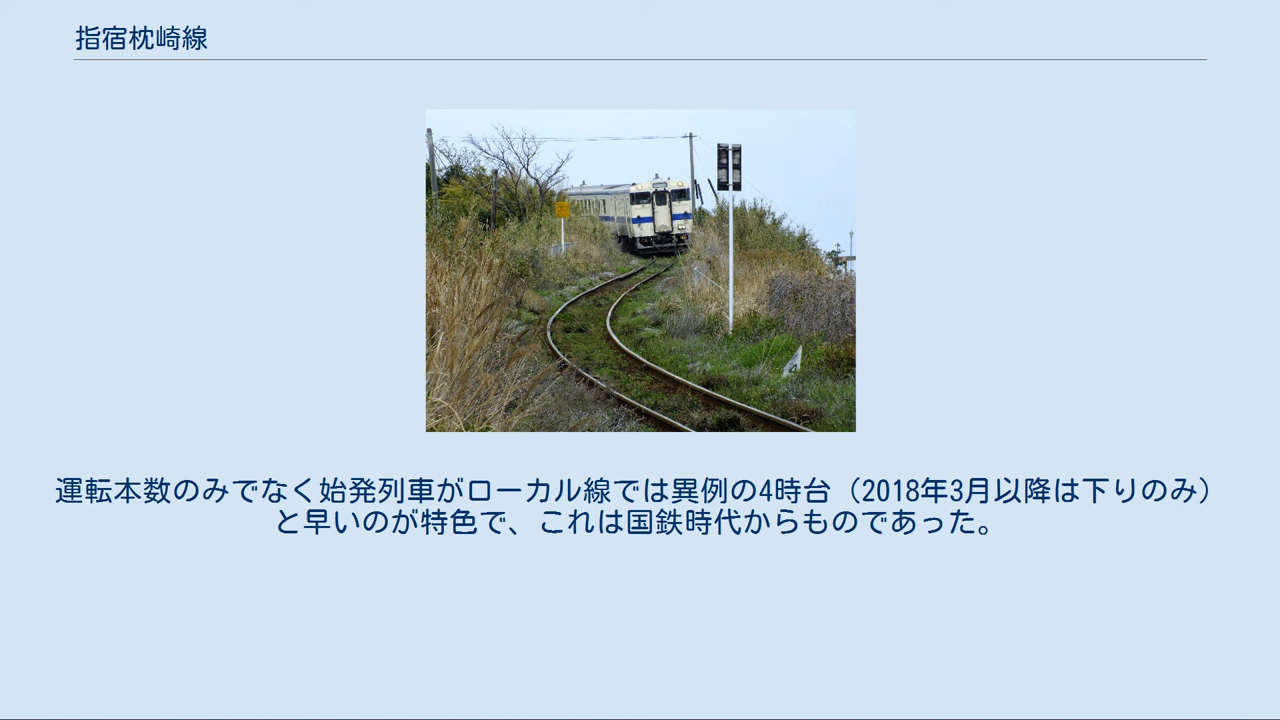 指宿枕崎線
運転本数のみでなく始発列車がローカル線では異例の4時台（2018年3月以降は下りのみ）
と早いのが特色で、これは国鉄時代からものであった。